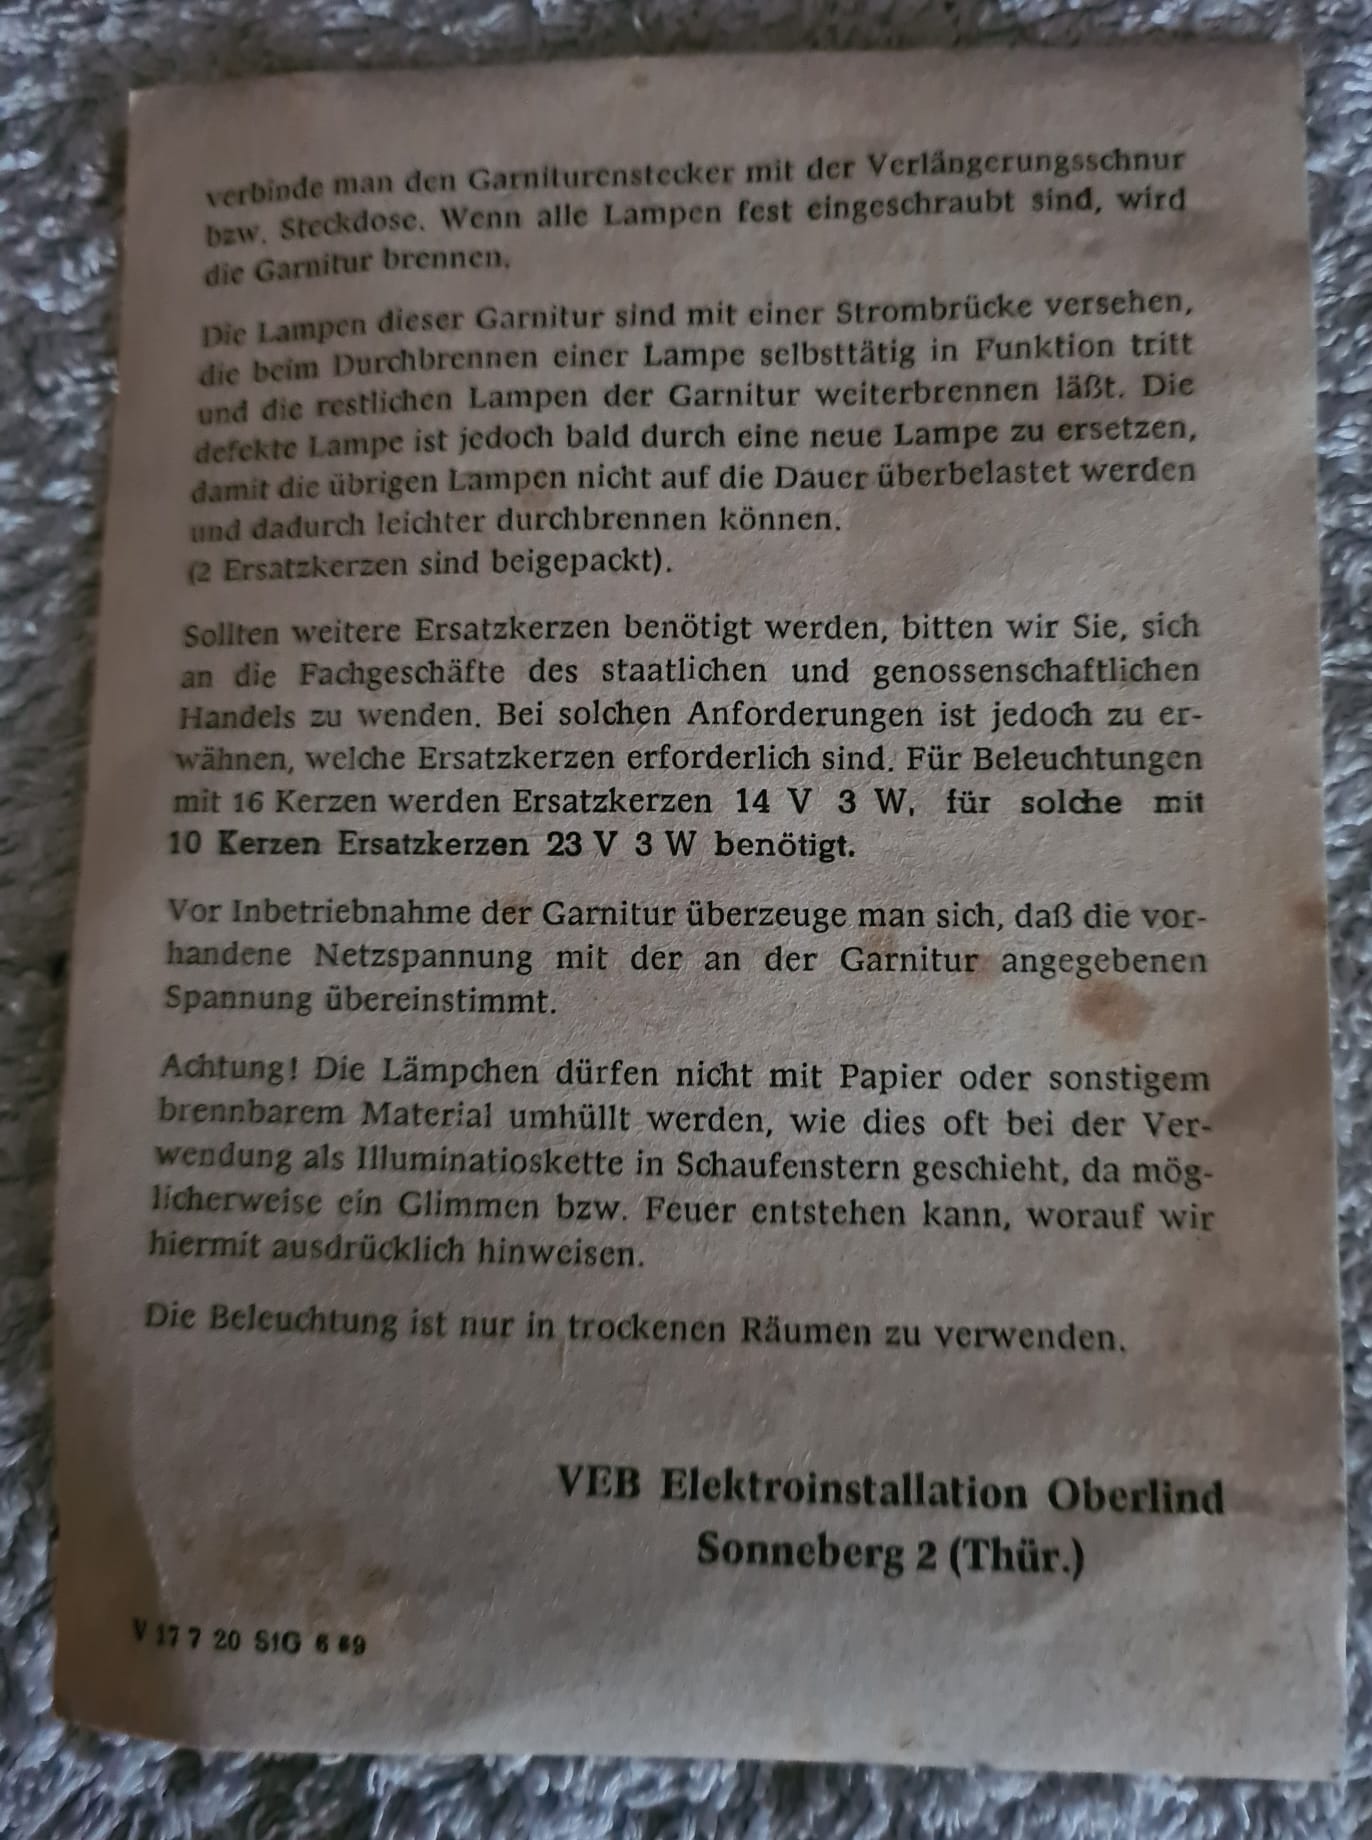 verbinde man den Garniturenstecker mit der Verlängerungsschnur
bzw. Steckdose. Wenn alle Lampen fest eingeschraubt sind, wird
die Garnitur brennen.
Die Lampen dieser Garnitur sind mit einer Strombrücke versehen,
die beim Durchbrennen einer Lampe selbsttätig in Funktion tritt
und die restlichen Lampen der Garnitur weiterbrennen läßt. Die
defekte Lampe ist jedoch bald durch eine neue Lampe zu ersetzen,
damit die übrigen Lampen nicht auf die Dauer überbelastet werden
und dadurch leichter durchbrennen können.
(2 Ersatzkerzen sind beigepackt).
Sollten weitere Ersatzkerzen benötigt werden, bitten wir Sie, sich
an die Fachgeschäfte des staatlichen und genossenschaftlichen
Handels zu wenden. Bei solchen Anforderungen ist jedoch zu er-
wähnen, welche Ersatzkerzen erforderlich sind. Für Beleuchtungen
mit 16 Kerzen werden Ersatzkerzen 14 V 3 W, für solche mit
10 Kerzen Ersatzkerzen 23 V 3 W benötigt.
Vor Inbetriebnahme der Garnitur überzeuge man sich, daß die vor-
handene Netzspannung mit der an der Garnitur angegebenen
Spannung übereinstimmt.
Achtung! Die Lämpchen dürfen nicht mit Papier oder sonstigem
brennbarem Material umhüllt werden, wie dies oft bei der Ver-
wendung als Illuminatioskette in Schaufenstern geschieht, da mög-
licherweise ein Glimmen bzw. Feuer entstehen kann, worauf wir
hiermit ausdrücklich hinweisen.
Die Beleuchtung ist nur in trockenen Räumen zu verwenden.
VEB Elektroinstallation Oberlind
Sonneberg 2 (Thür.)
V 17 7 20 StG 6 69